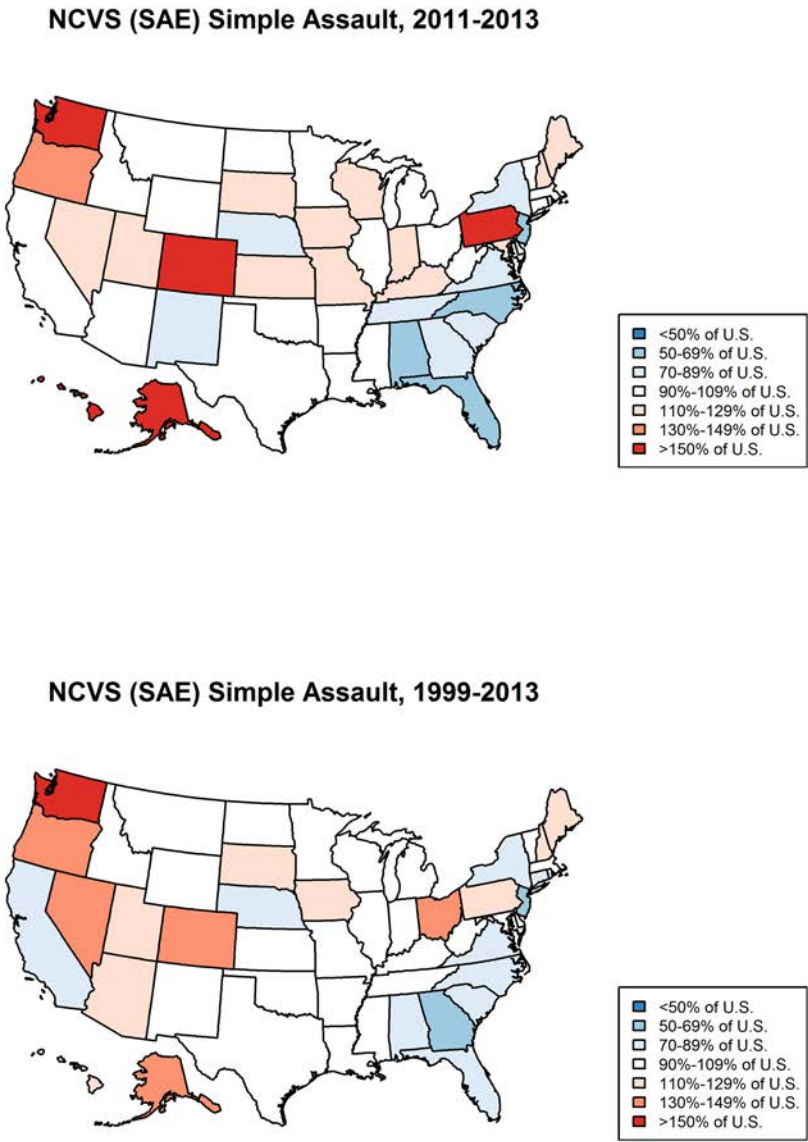 NCVS (SAE) Simple Assault, 2011-2013
<50% of U.S.
50-69% of U.S.
70-89% of U.S.
90%-109% of U.S.
110%-129% of U.S.
130%-149% of U.S.
>150% of U.S.
NCVS (SAE) Simple Assault, 1999-2013
<50% of U.S.
50-69% of U.S.
70-89% of U.S.
90%-109% of U.S.
110%-129% of U.S.
130%-149% of U.S.
>150% of U.S.